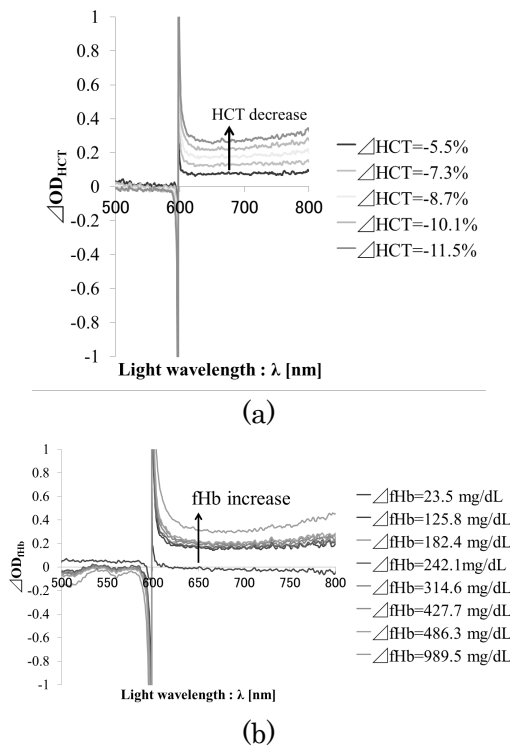 1
0.8
0.6
0.4
0.2
0
-0.2
-0.4
-0.6
-0.8
-1
500
600
700
800
⊿OD_HCT
HCT decrease
⊿HCT=-5.5%
⊿HCT=-7.3%
⊿HCT=-8.7%
⊿HCT=-10.1%
⊿HCT=-11.5%
Light wavelength : λ [nm]
(a)
1
0.8
0.6
0.4
0.2
0
-0.2
-0.4
-0.6
-0.8
-1
500
550
600
650
700
750
800
⊿OD_fHb
fHb increase
⊿fHb=23.5 mg/dL
⊿fHb=125.8 mg/dL
⊿fHb=182.4 mg/dL
⊿fHb=242.1mg/dL
⊿fHb=314.6 mg/dL
⊿fHb=427.7 mg/dL
⊿fHb=486.3 mg/dL
⊿fHb=989.5 mg/dL
Light wavelength : λ [nm]
(b)